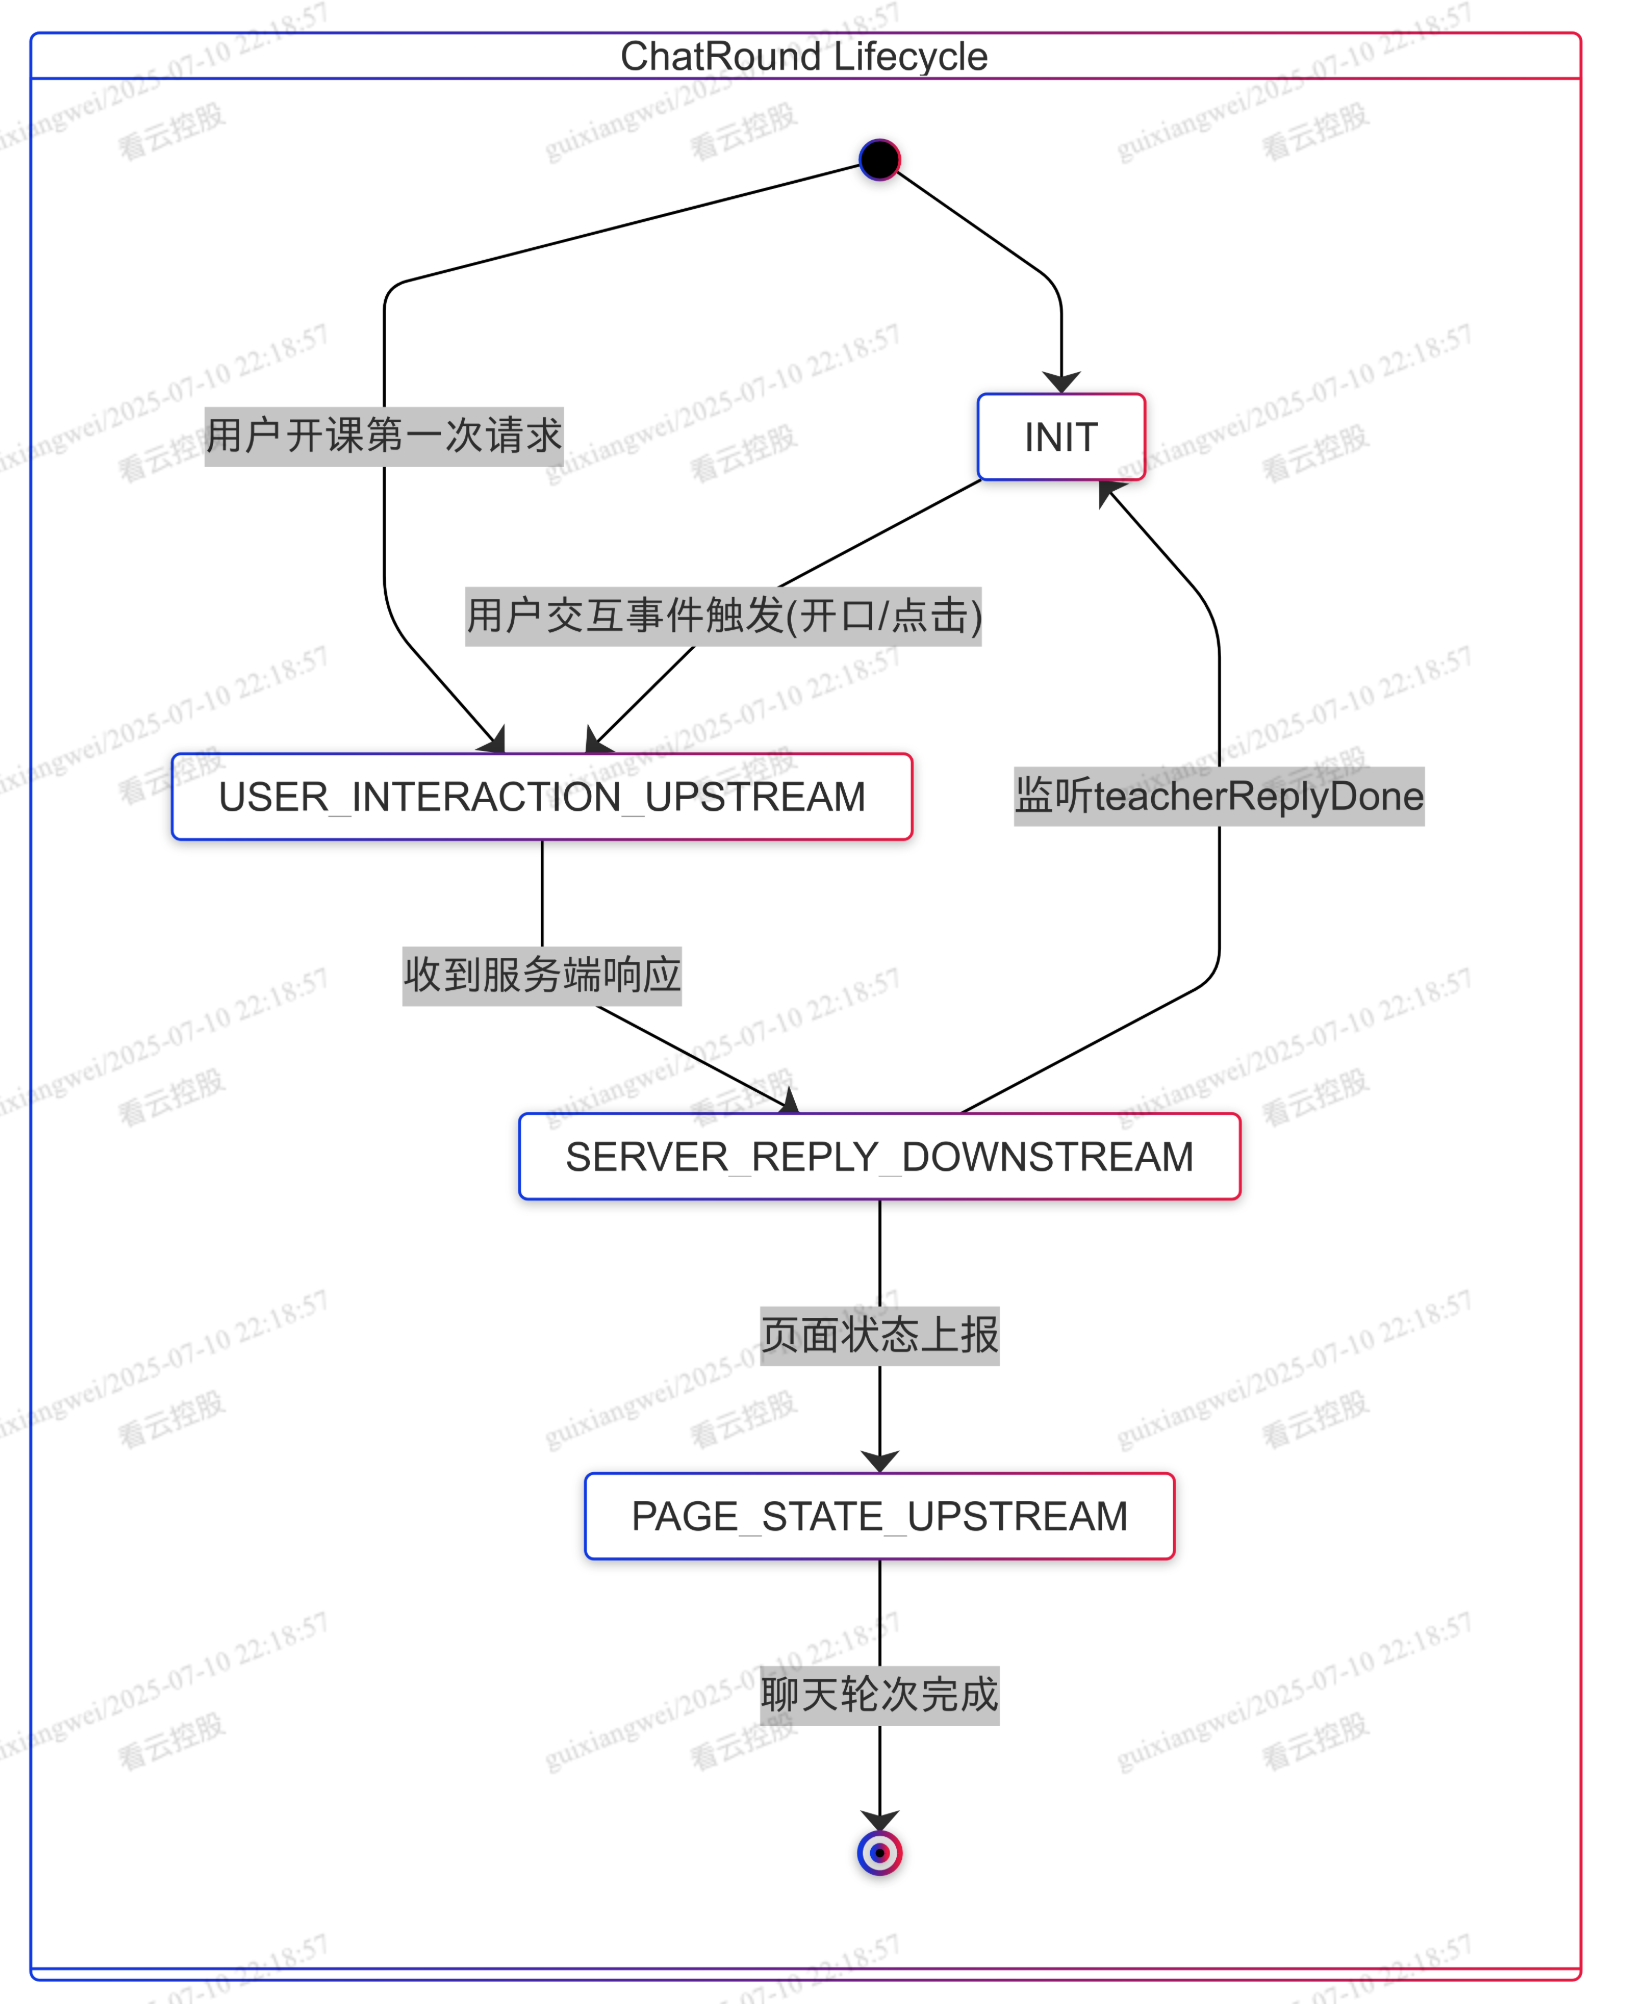 ChatRound Lifecycle
用户开课第一次请求
INIT
用户交互事件触发(开口/点击)
USER_INTERACTION_UPSTREAM
监听teacherReplyDone
收到服务端响应
SERVER_REPLY_DOWNSTREAM
页面状态上报
PAGE_STATE_UPSTREAM
聊天轮次完成
guixiangwei/2025-07-10 22:18:57
看云控股